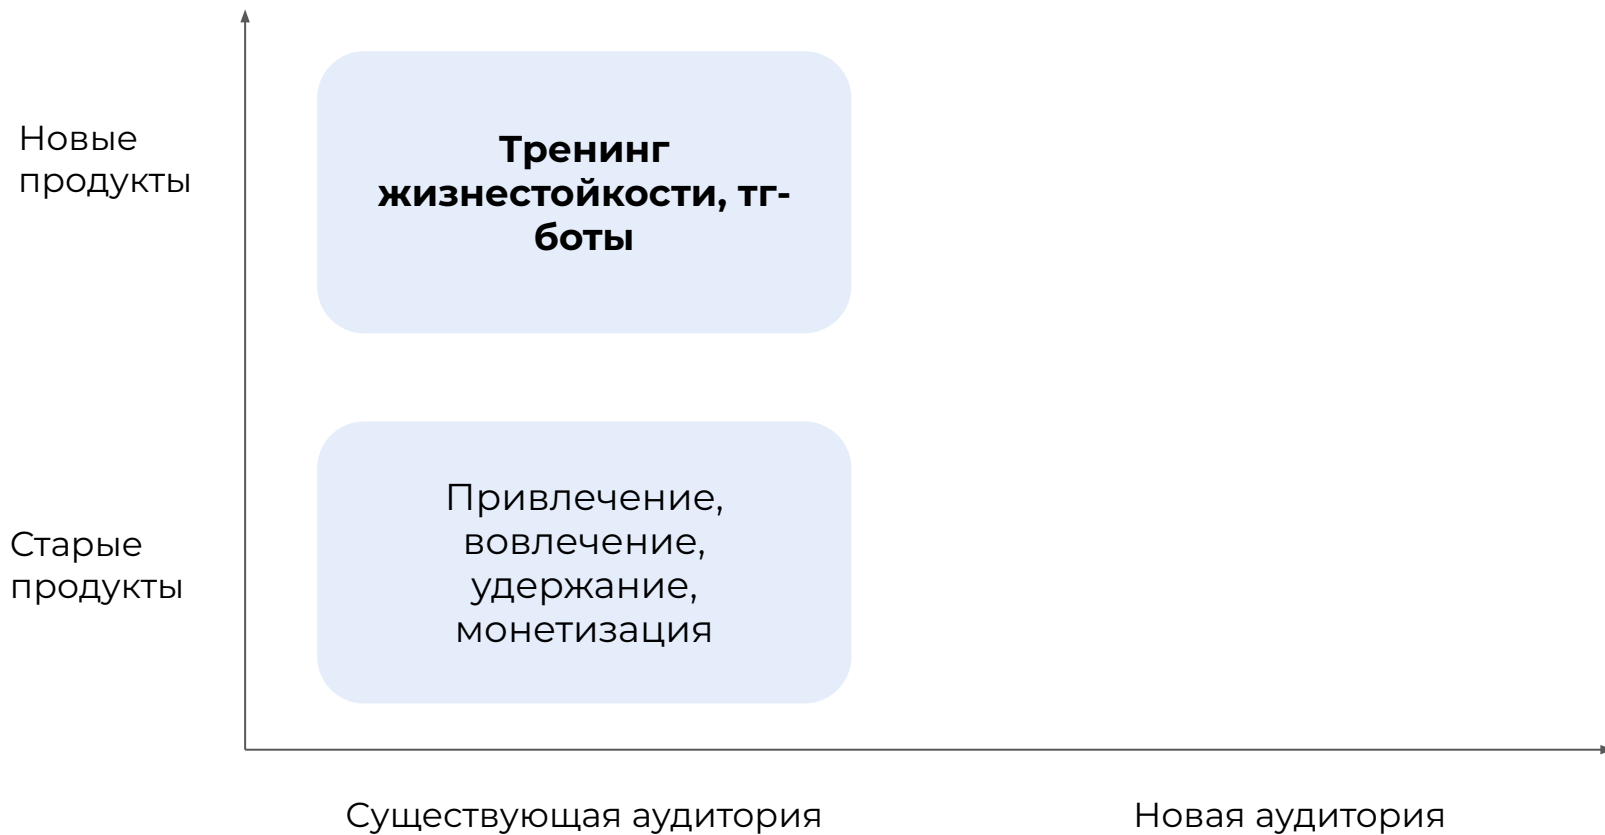 Новые
продукты
Тренинг
жизнестойкости, тг-
боты
Старые
продукты
Привлечение,
вовлечение,
удержание,
монетизация
Существующая аудитория
Новая аудитория